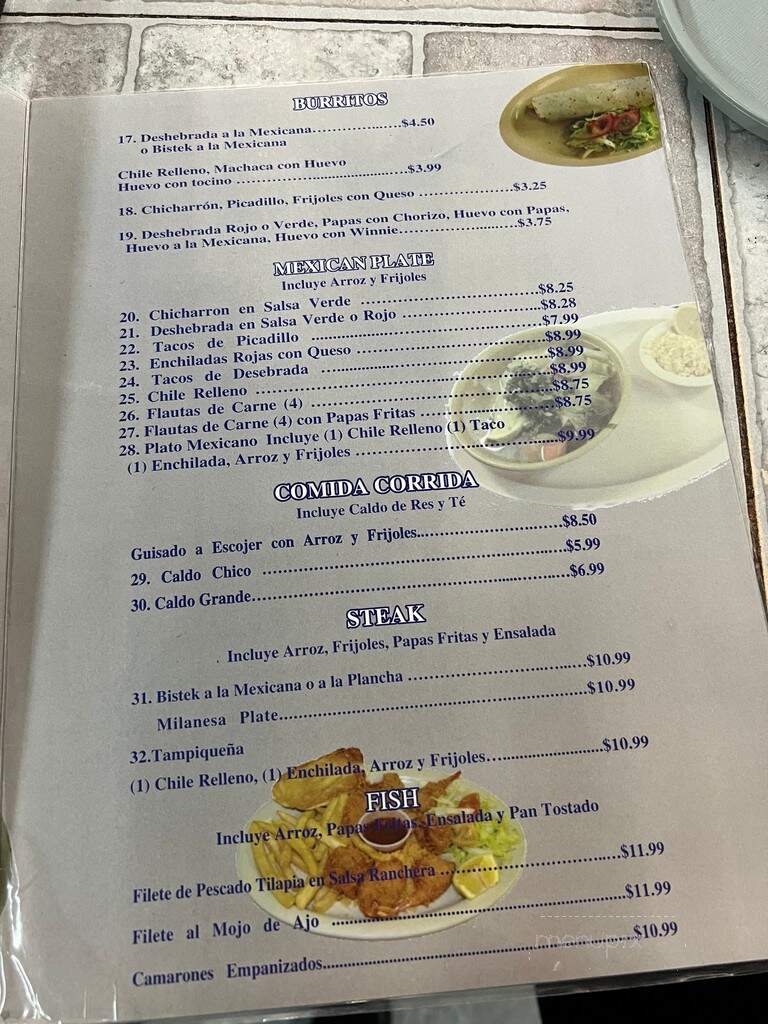 BURRITOS
17. Deshebrada a la Mexicana..................$4.50
o Bistek a la Mexicana
Chile Relleno, Machaca con Huevo
Huevo con tocino .......................................$3.99
18. Chicharrón, Picadillo, Frijoles con Queso ..................$3.25
19. Deshebrada Rojo o Verde, Papas con Chorizo, Huevo con Papas,
Huevo a la Mexicana, Huevo con Winnie..........................$3.75
MEXICAN PLATE
Incluye Arroz y Frijoles
20. Chicharron en Salsa Verde ..............................$8.25
21. Deshebrada en Salsa Verde o Rojo ........................$8.28
22. Tacos de Picadillo ........................................$7.99
23. Enchiladas Rojas con Queso ................................$8.99
24. Tacos de Desebrada ........................................$8.99
25. Chile Relleno ................................................$8.99
26. Flautas de Carne (4) ........................................$8.75
27. Flautas de Carne (4) con Papas Fritas ......................$8.75
28. Plato Mexicano Incluye (1) Chile Relleno (1) Taco
(1) Enchilada, Arroz y Frijoles ..................................$9.99
COMIDA CORRIDA
Incluye Caldo de Res y Té
Guisado a Escojer con Arroz y Frijoles..........................$8.50
29. Caldo Chico ................................................$5.99
30. Caldo Grande................................................$6.99
STEAK
. Incluye Arroz, Frijoles, Papas Fritas y Ensalada
31. Bistek a la Mexicana o a la Plancha ..........................$10.99
Milanesa Plate..................................................$10.99
32.Tampiqueña
(1) Chile Relleno, (1) Enchilada, Arroz y Frijoles........................$10.99
FISH
Incluye Arroz, Papas Fritas, Ensalada y Pan Tostado
Filete de Pescado Tilapia en Salsa Ranchera ..........................$11.99
Filete al Mojo de Ajo ..........................................$11.99
Camarones Empanizados..........................................$10.99
menupix